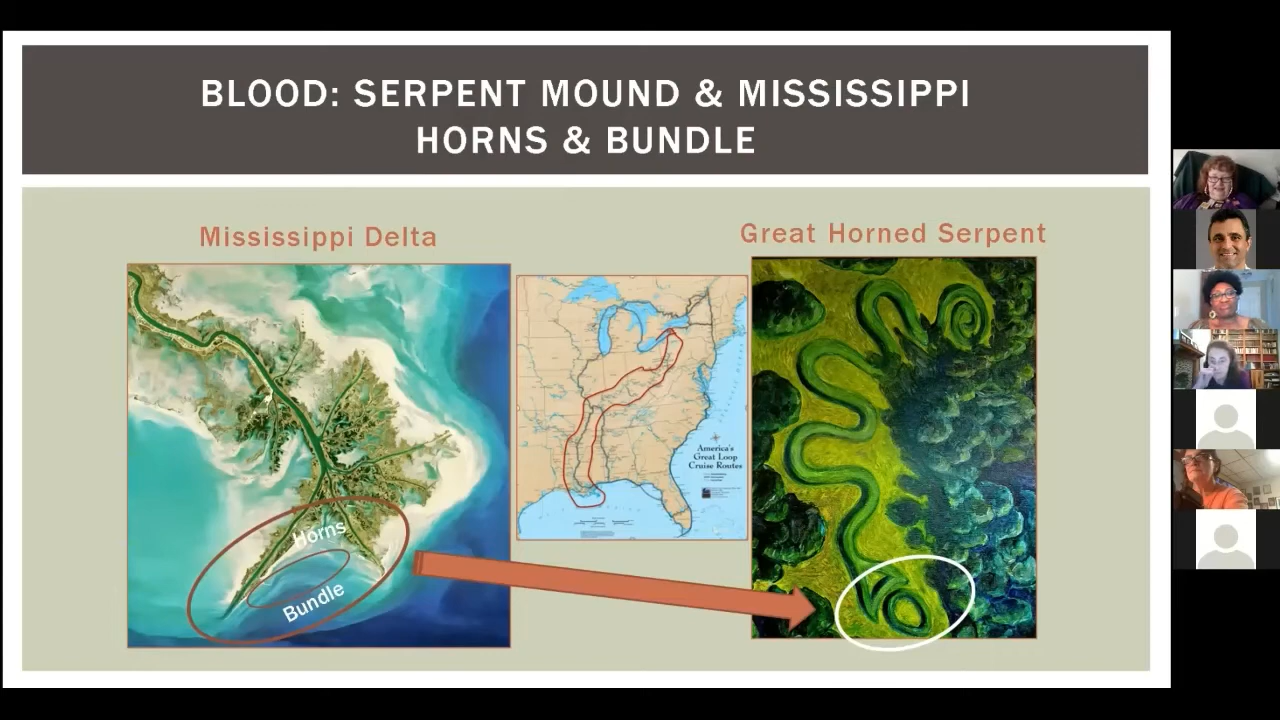 BLOOD: SERPENT MOUND & MISSISSIPPI
HORNS & BUNDLE
Mississippi Delta
Great Horned Serpent
America's
Great Loop
Cruise Routes
Horns
Bundle